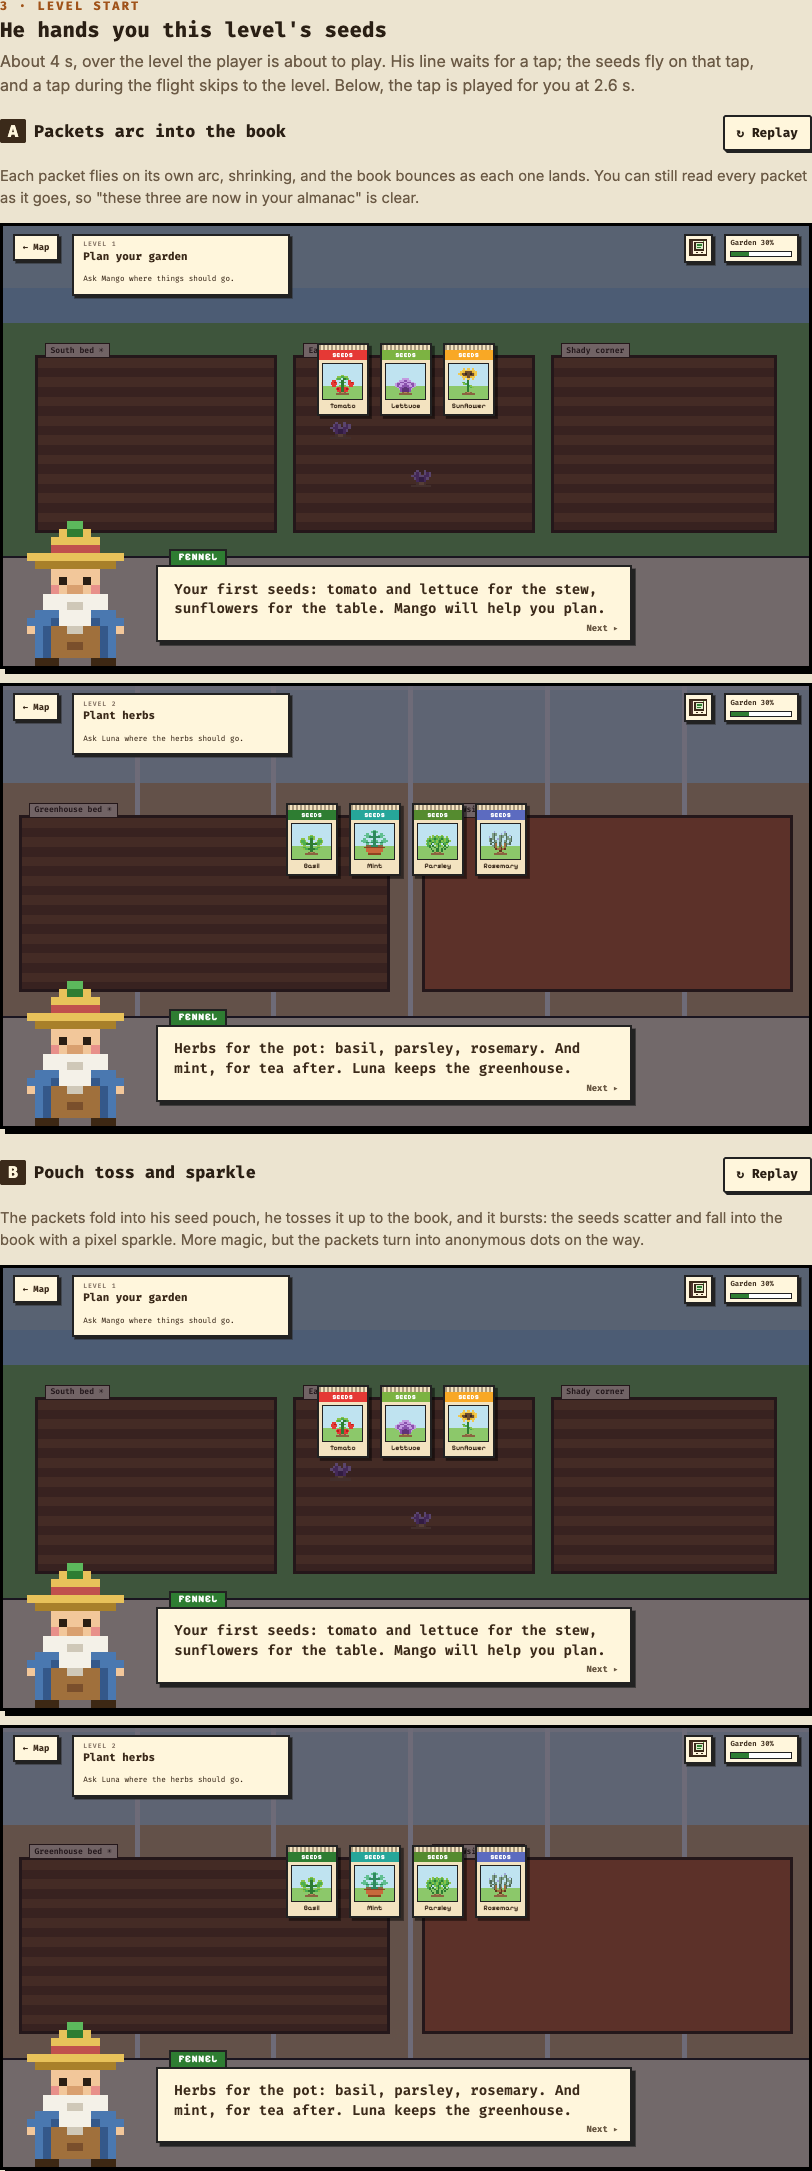 3 · LEVEL START
He hands you this level's seeds
About 4 s, over the level the player is about to play. His line waits for a tap; the seeds fly on that tap,
and a tap during the flight skips to the level. Below, the tap is played for you at 2.6 s.
A Packets arc into the book
↻ Replay
Each packet flies on its own arc, shrinking, and the book bounces as each one lands. You can still read every packet
as it goes, so "these three are now in your almanac" is clear.
← Map
LEVEL 1
Plan your garden
Ask Mango where things should go.
Garden 30%
South bed ☀
Ea
Shady corner
SEEDS SEEDS SEEDS
Tomato Lettuce Sunflower
FENNEL
Your first seeds: tomato and lettuce for the stew,
sunflowers for the table. Mango will help you plan.
Next ▸
← Map
LEVEL 2
Plant herbs
Ask Luna where the herbs should go.
Garden 30%
Greenhouse bed ☀
SEEDS SEEDS SEEDS SEEDS
Basil Mint Parsley Rosemary
FENNEL
Herbs for the pot: basil, parsley, rosemary. And
mint, for tea after. Luna keeps the greenhouse.
Next ▸
B Pouch toss and sparkle
↻ Replay
The packets fold into his seed pouch, he tosses it up to the book, and it bursts: the seeds scatter and fall into the
book with a pixel sparkle. More magic, but the packets turn into anonymous dots on the way.
← Map
LEVEL 1
Plan your garden
Ask Mango where things should go.
Garden 30%
South bed ☀
Ea
Shady corner
SEEDS SEEDS SEEDS
Tomato Lettuce Sunflower
FENNEL
Your first seeds: tomato and lettuce for the stew,
sunflowers for the table. Mango will help you plan.
Next ▸
← Map
LEVEL 2
Plant herbs
Ask Luna where the herbs should go.
Garden 30%
Greenhouse bed ☀
SEEDS SEEDS SEEDS SEEDS
Basil Mint Parsley Rosemary
FENNEL
Herbs for the pot: basil, parsley, rosemary. And
mint, for tea after. Luna keeps the greenhouse.
Next ▸